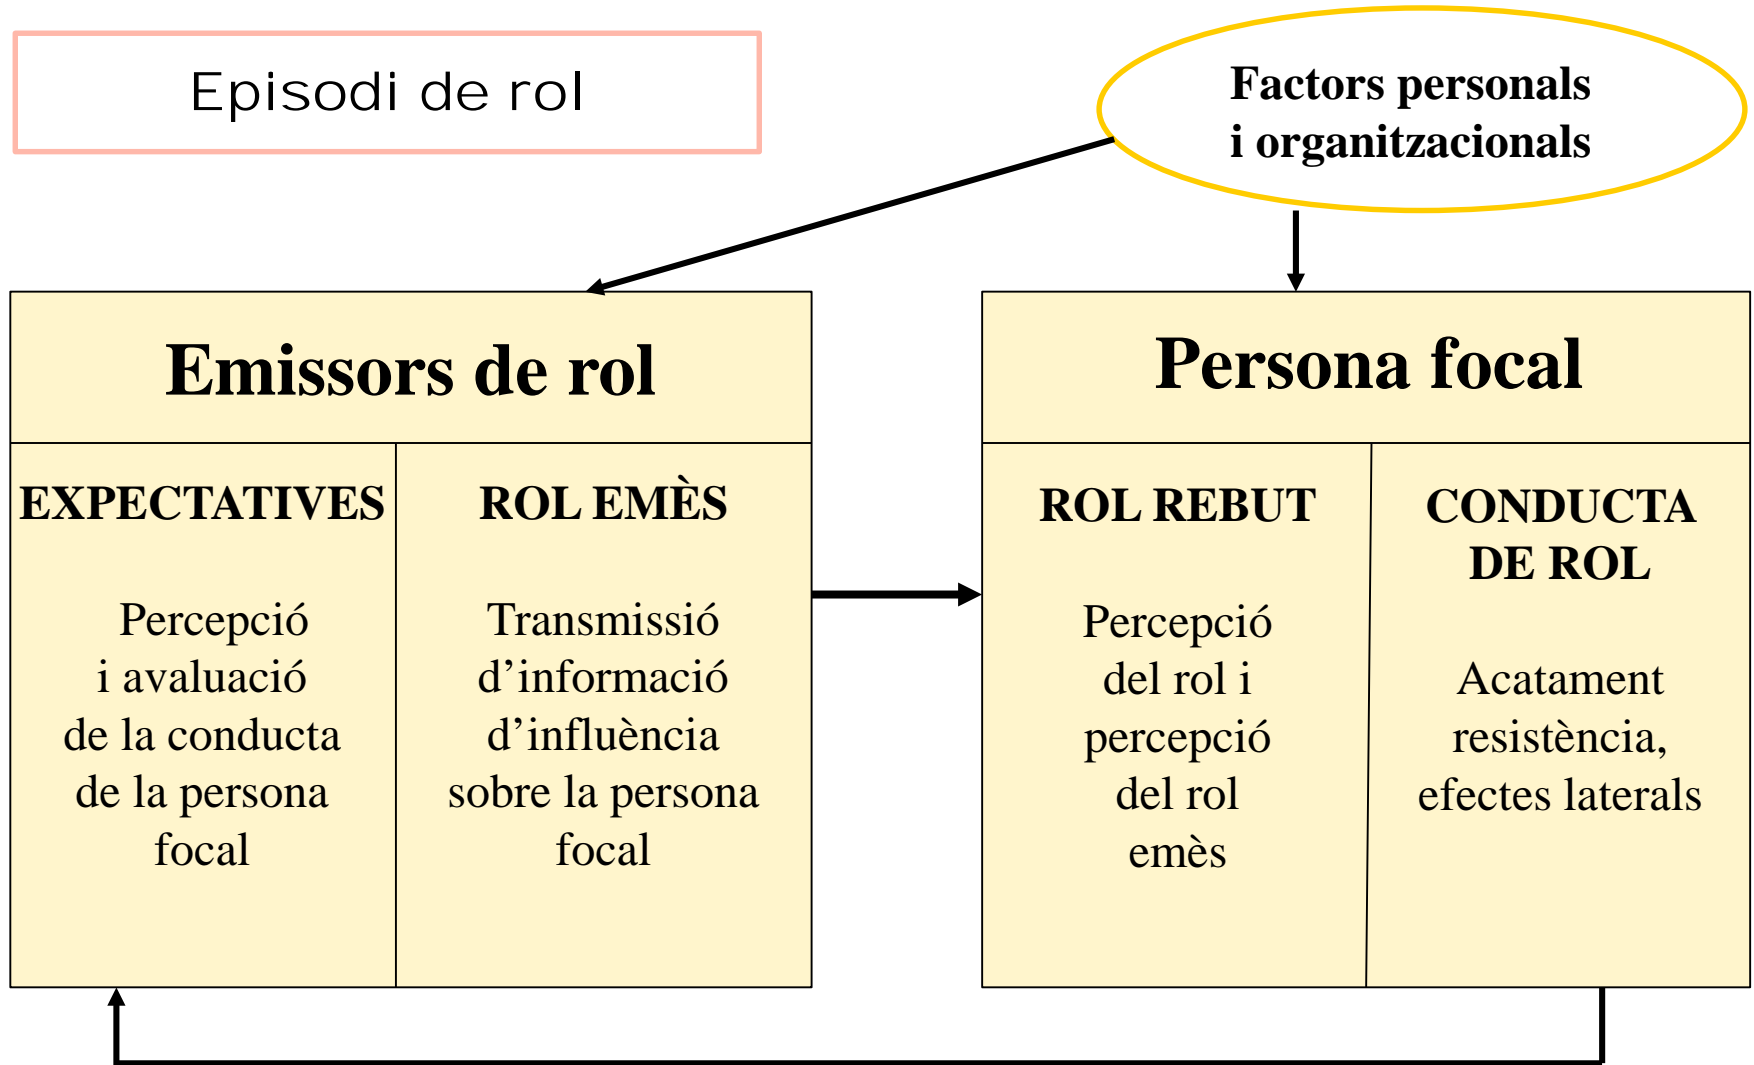 Episodi de rol
Factors personals
i organitzacionals
Emissors de rol
EXPECTATIVES
Percepció
i avaluació
de la conducta
de la persona
focal
ROL EMÈS
Transmissió
d’informació
d’influència
sobre la persona
focal
Persona focal
ROL REBUT
Percepció
del rol i
percepció
del rol
emès
CONDUCTA
DE ROL
Acatament
resistència,
efectes laterals